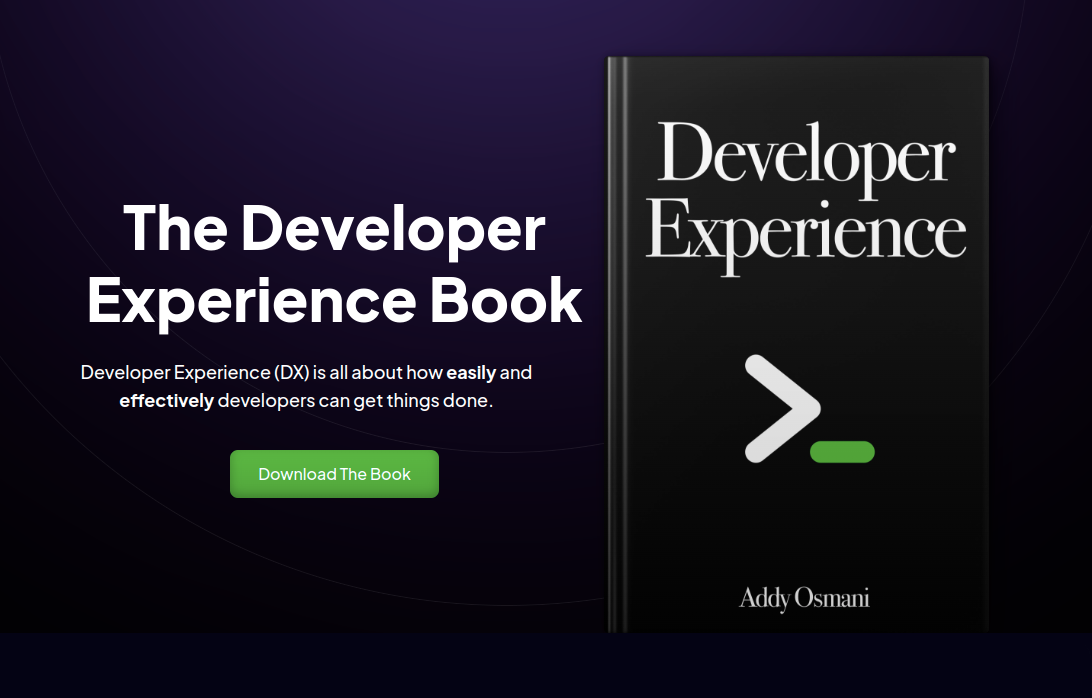 The Developer
Experience Book
Developer Experience (DX) is all about how easily and
effectively developers can get things done.
Download The Book
Developer
Experience
Addy Osmani